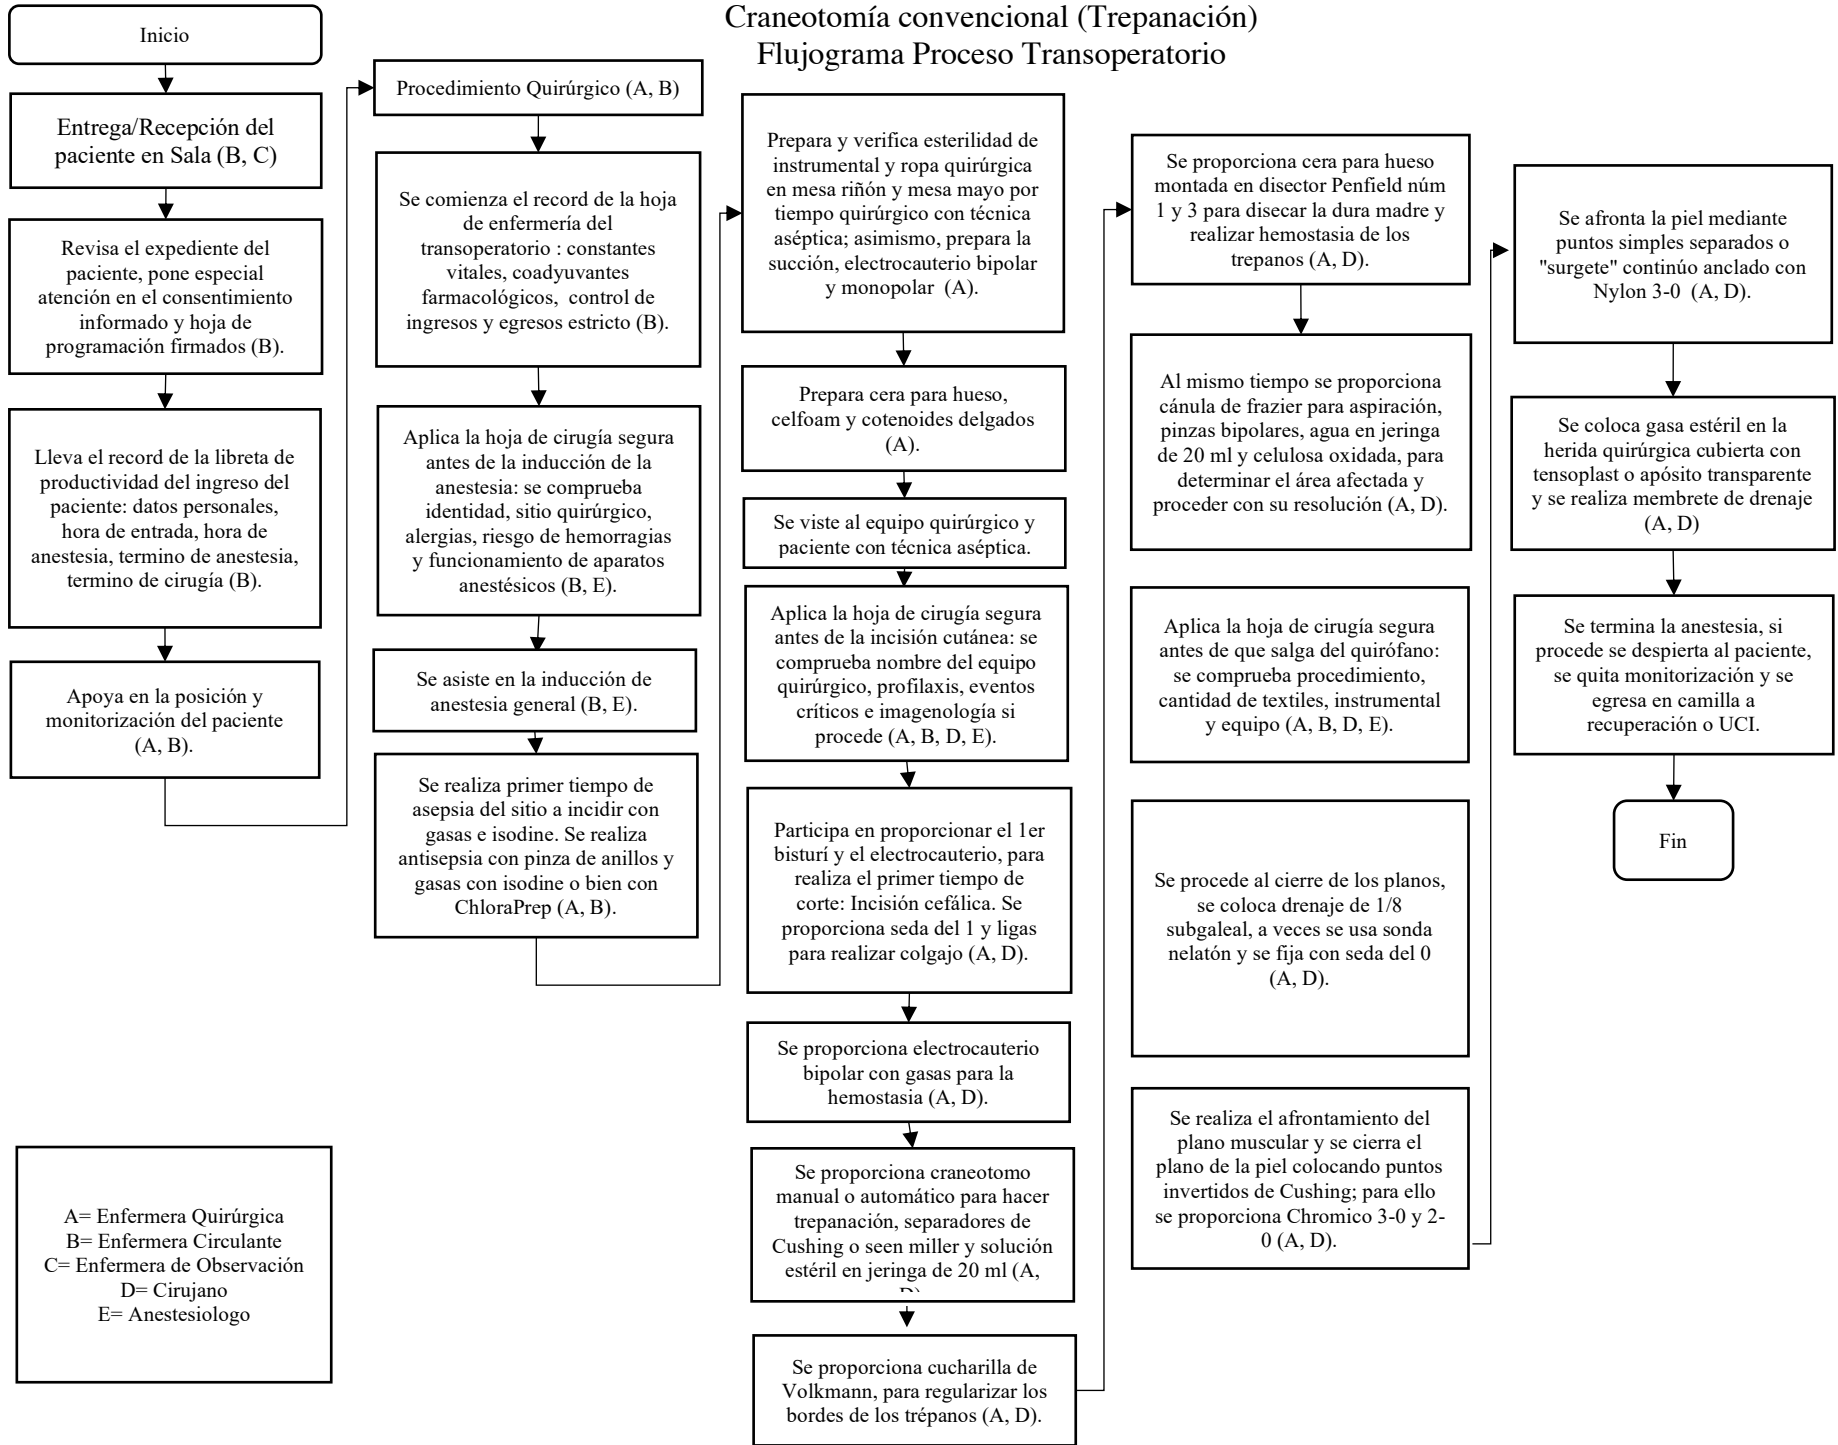 Craneotomía convencional (Trepanación)
Flujograma Proceso Transoperatorio
Inicio
Entrega/Recepción del
paciente en Sala (B, C)
Revisa el expediente del
paciente, pone especial
atención en el consentimiento
informado y hoja de
programación firmados (B).
Lleva el record de la libreta de
productividad del ingreso del
paciente: datos personales,
hora de entrada, hora de
anestesia, termino de anestesia,
termino de cirugía (B).
Apoya en la posición y
monitorización del paciente
(A, B).
Procedimiento Quirúrgico (A, B)
Se comienza el record de la hoja
de enfermería del
transoperatorio : constantes
vitales, coadyuvantes
farmacológicos, control de
ingresos y egresos estricto (B).
Aplica la hoja de cirugía segura
antes de la inducción de la
anestesia: se comprueba
identidad, sitio quirúrgico,
alergias, riesgo de hemorragias
y funcionamiento de aparatos
anestésicos (B, E).
Se asiste en la inducción de
anestesia general (B, E).
Se realiza primer tiempo de
asepsia del sitio a incidir con
gasas e isodine. Se realiza
antisepsia con pinza de anillos y
gasas con isodine o bien con
ChloraPrep (A, B).
Prepara y verifica esterilidad de
instrumental y ropa quirúrgica
en mesa riñón y mesa mayo por
tiempo quirúrgico con técnica
aséptica; asimismo, prepara la
succión, electrocauterio bipolar
y monopolar (A).
Prepara cera para hueso,
celfoam y cotenoides delgados
(A).
Se viste al equipo quirúrgico y
paciente con técnica aséptica.
Aplica la hoja de cirugía segura
antes de la incisión cutánea: se
comprueba nombre del equipo
quirúrgico, profilaxis, eventos
críticos e imagenología si
procede (A, B, D, E).
Participa en proporcionar el 1er
bisturí y el electrocauterio, para
realiza el primer tiempo de
corte: Incisión cefálica. Se
proporciona seda del 1 y ligas
para realizar colgajo (A, D).
Se proporciona electrocauterio
bipolar con gasas para la
hemostasia (A, D).
Se proporciona craneotomo
manual o automático para hacer
trepanación, separadores de
Cushing o seen miller y solución
estéril en jeringa de 20 ml (A,
Se proporciona cucharilla de
Volkmann, para regularizar los
bordes de los trépanos (A, D).
Se proporciona cera para hueso
montada en disector Penfield núm
1 y 3 para disecar la dura madre y
realizar hemostasia de los
trepanos (A, D).
Al mismo tiempo se proporciona
cánula de frazier para aspiración,
pinzas bipolares, agua en jeringa
de 20 ml y celulosa oxidada, para
determinar el área afectada y
proceder con su resolución (A, D).
Aplica la hoja de cirugía segura
antes de que salga del quirófano:
se comprueba procedimiento,
cantidad de textiles, instrumental
y equipo (A, B, D, E).
Se procede al cierre de los planos,
se coloca drenaje de 1/8
subgaleal, a veces se usa sonda
nelatón y se fija con seda del 0
(A, D).
Se realiza el afrontamiento del
plano muscular y se cierra el
plano de la piel colocando puntos
invertidos de Cushing; para ello
se proporciona Chromico 3-0 y 2-
0 (A, D).
Se afronta la piel mediante
puntos simples separados o
"surgete" continúo anclado con
Nylon 3-0 (A, D).
Se coloca gasa estéril en la
herida quirúrgica cubierta con
tensoplast o apósito transparente
y se realiza membrete de drenaje
(A, D)
Se termina la anestesia, si
procede se despierta al paciente,
se quita monitorización y se
egresa en camilla a
recuperación o UCI.
Fin
A= Enfermera Quirúrgica
B= Enfermera Circulante
C= Enfermera de Observación
D= Cirujano
E= Anestesiologo